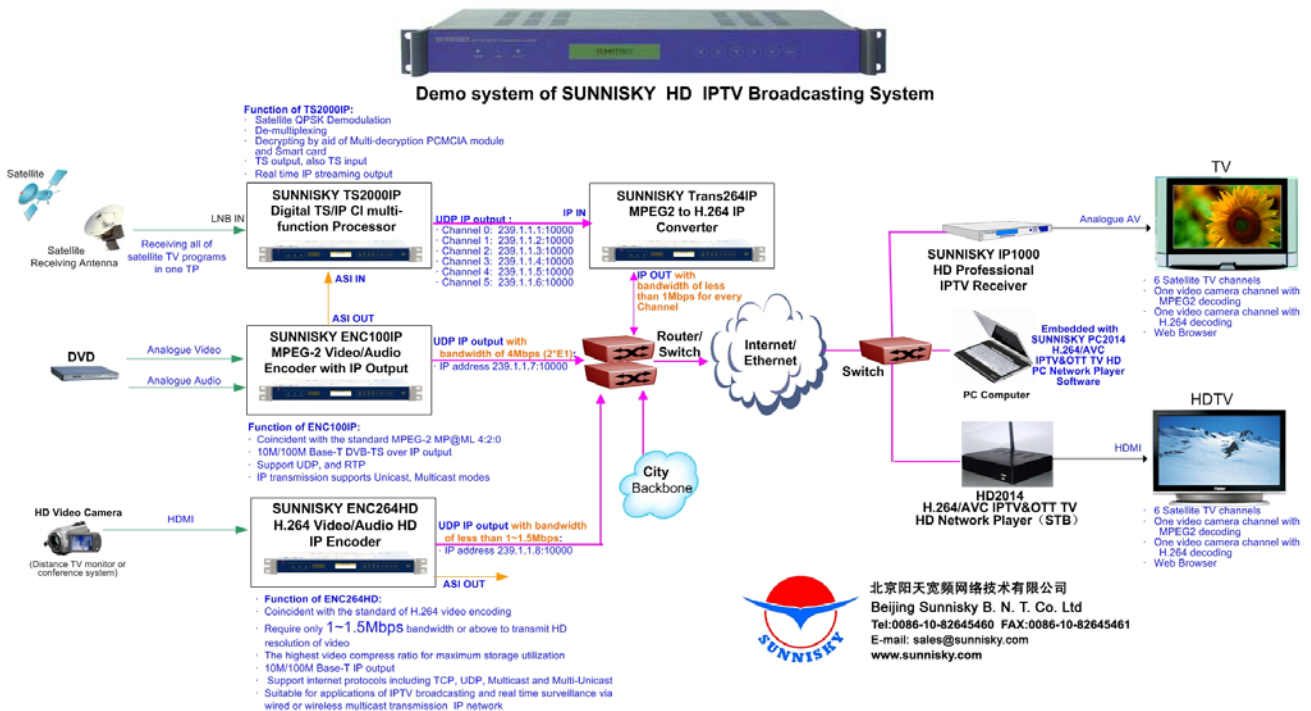 SUNNISKY
SUNNISKY
Demo system of SUNNISKY HD IPTV Broadcasting System
Function of TS2000IP:
· Satellite QPSK Demodulation
· De-multiplexing
· Decrypting by aid of Multi-decryption PCMCIA module
and Smart card
· TS output, also TS input
· Real time IP streaming output
Satellite
Satellite
Receiving Antenna
LNB IN
Receiving all of
satellite TV programs
in one TP
SUNNISKY TS2000IP
Digital TS/IP CI multi-
function Processor
UDP IP output :
· Channel 0: 239.1.1.1:10000
· Channel 1: 239.1.1.2:10000
· Channel 2: 239.1.1.3:10000
· Channel 3: 239.1.1.4:10000
· Channel 4: 239.1.1.5:10000
· Channel 5: 239.1.1.6:10000
IP IN
SUNNISKY Trans264IP
MPEG2 to H.264 IP
Converter
IP OUT with
bandwidth of less
than 1Mbps for every
Channel
ASI IN
ASI OUT
DVD
Analogue Video
Analogue Audio
SUNNISKY ENC100IP
MPEG-2 Video/Audio
Encoder with IP Output
UDP IP output with
bandwidth of 4Mbps (2*E1):
· IP address 239.1.1.7:10000
Router/
Switch
Internet/
Ethernet
Switch
City
Backbone
Function of ENC100IP:
· Coincident with the standard MPEG-2 MP@ML 4:2:0
· 10M/100M Base-T DVB-TS over IP output
· Support UDP, and RTP
· IP transmission supports Unicast, Multicast modes
HD Video Camera
(Distance TV monitor or
conference system)
HDMI
SUNNISKY ENC264HD
H.264 Video/Audio HD
IP Encoder
UDP IP output with bandwidth
of less than 1~1.5Mbps:
· IP address 239.1.1.8:10000
ASI OUT
· Function of ENC264HD:
· Coincident with the standard of H.264 video encoding
· Require only 1~1.5Mbps bandwidth or above to transmit HD
resolution of video
· The highest video compress ratio for maximum storage utilization
· 10M/100M Base-T IP output
· Support internet protocols including TCP, UDP, Multicast and Multi-Unicast
· Suitable for applications of IPTV broadcasting and real time surveillance via
wired or wireless multicast transmission IP network
SUNNISKY IP1000
HD Professional
IPTV Receiver
Analogue AV
TV
· 6 Satellite TV channels
· One video camera channel with
MPEG2 decoding
· One video camera channel with
H.264 decoding
· Web Browser
PC Computer
Embedded with
SUNNISKY PC2014
H.264/AVC
IPTV&OTT TV HD
PC Network Player
Software
HD2014
H.264/AVC IPTV&OTT TV
HD Network Player（STB）
HDMI
HDTV
· 6 Satellite TV channels
· One video camera channel with
MPEG2 decoding
· One video camera channel with
H.264 decoding
· Web Browser
SUNNISKY
北京阳天宽频网络技术有限公司
Beijing Sunnisky B. N. T. Co. Ltd
Tel:0086-10-82645460 FAX:0086-10-82645461
E-mail: sales@sunnisky.com
www.sunnisky.com